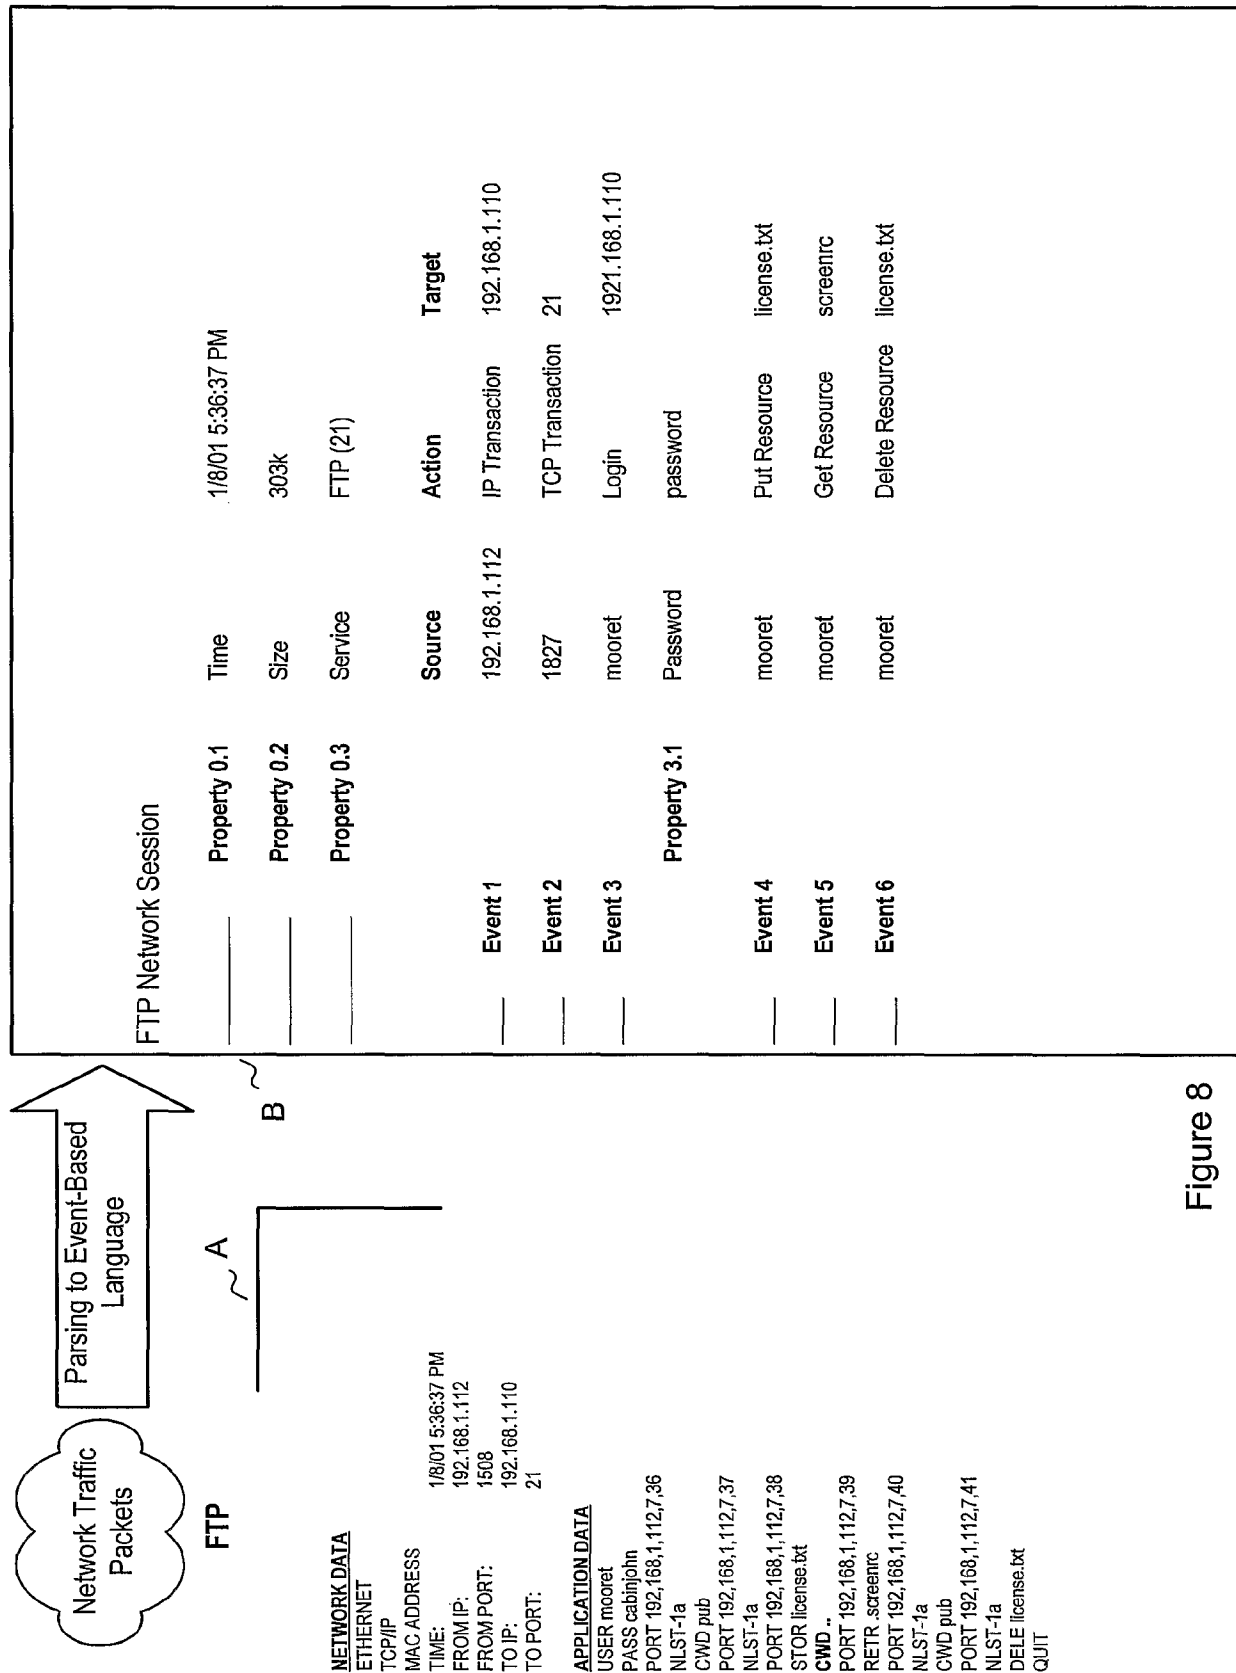 Network Traffic
Packets
Parsing to Event-Based
Language
FTP
A
B
NETWORK DATA
ETHERNET
TCP/IP
MAC ADDRESS
TIME: 1/8/01 5:36:37 PM
FROM IP: 192.168.1.112
FROM PORT: 1508
TO IP: 192.168.1.110
TO PORT: 21
APPLICATION DATA
USER mooret
PASS cabinjohn
PORT 192,168,1,112,7,36
NLST-1a
CWD pub
PORT 192,168,1,112,7,37
NLST-1a
PORT 192,168,1,112,7,38
STOR license.txt
CWD ..
PORT 192,168,1,112,7,39
RETR .screenrc
PORT 192,168,1,112,7,40
NLST-1a
CWD pub
PORT 192,168,1,112,7,41
NLST-1a
DELE license.txt
QUIT
FTP Network Session
Property 0.1 Time 1/8/01 5:36:37 PM
Property 0.2 Size 303k
Property 0.3 Service FTP (21)
Source Action Target
Event 1 192.168.1.112 IP Transaction 192.168.1.110
Event 2 1827 TCP Transaction 21
Event 3 mooret Login 1921.168.1.110
Property 3.1 Password password
Event 4 mooret Put Resource license.txt
Event 5 mooret Get Resource screenrc
Event 6 mooret Delete Resource license.txt
Figure 8